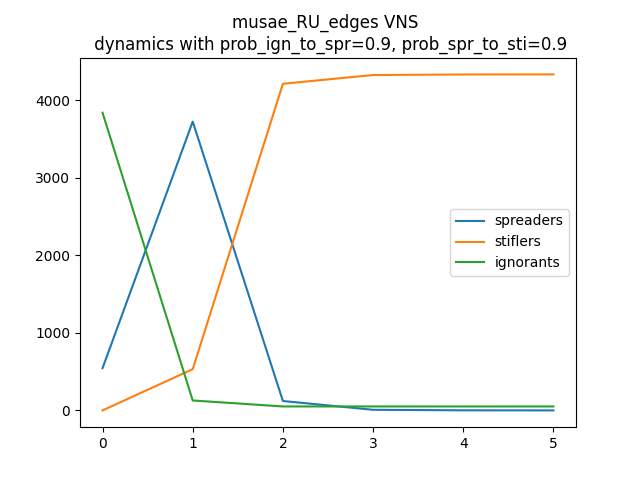 musae_RU_edges VNS
dynamics with prob_ign_to_spr=0.9, prob_spr_to_sti=0.9
4000
3000
2000
1000
0
spreaders
stiflers
ignorants
0 1 2 3 4 5